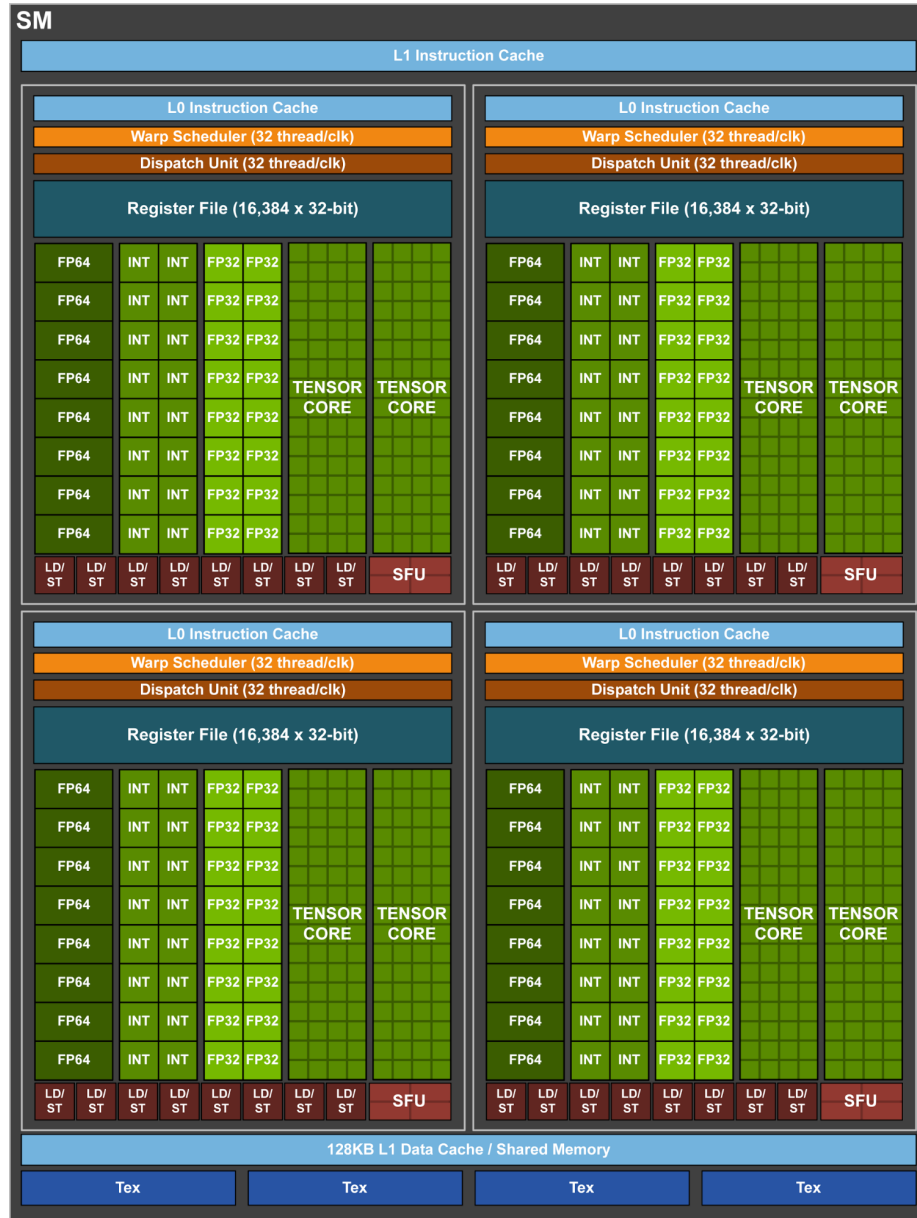 SM
L1 Instruction Cache
L0 Instruction Cache
Warp Scheduler (32 thread/clk)
Dispatch Unit (32 thread/clk)
Register File (16,384 x 32-bit)
FP64 INT INT FP32 FP32
FP64 INT INT FP32 FP32
FP64 INT INT FP32 FP32
FP64 INT INT FP32 FP32
FP64 INT INT FP32 FP32
FP64 INT INT FP32 FP32
FP64 INT INT FP32 FP32
FP64 INT INT FP32 FP32
TENSOR TENSOR
CORE CORE
LD/ LD/ LD/ LD/ LD/ LD/ LD/ LD/
ST ST ST ST ST ST ST ST
SFU
L0 Instruction Cache
Warp Scheduler (32 thread/clk)
Dispatch Unit (32 thread/clk)
Register File (16,384 x 32-bit)
FP64 INT INT FP32 FP32
FP64 INT INT FP32 FP32
FP64 INT INT FP32 FP32
FP64 INT INT FP32 FP32
FP64 INT INT FP32 FP32
FP64 INT INT FP32 FP32
FP64 INT INT FP32 FP32
FP64 INT INT FP32 FP32
TENSOR TENSOR
CORE CORE
LD/ LD/ LD/ LD/ LD/ LD/ LD/ LD/
ST ST ST ST ST ST ST ST
SFU
L0 Instruction Cache
Warp Scheduler (32 thread/clk)
Dispatch Unit (32 thread/clk)
Register File (16,384 x 32-bit)
FP64 INT INT FP32 FP32
FP64 INT INT FP32 FP32
FP64 INT INT FP32 FP32
FP64 INT INT FP32 FP32
FP64 INT INT FP32 FP32
FP64 INT INT FP32 FP32
FP64 INT INT FP32 FP32
FP64 INT INT FP32 FP32
TENSOR TENSOR
CORE CORE
LD/ LD/ LD/ LD/ LD/ LD/ LD/ LD/
ST ST ST ST ST ST ST ST
SFU
L0 Instruction Cache
Warp Scheduler (32 thread/clk)
Dispatch Unit (32 thread/clk)
Register File (16,384 x 32-bit)
FP64 INT INT FP32 FP32
FP64 INT INT FP32 FP32
FP64 INT INT FP32 FP32
FP64 INT INT FP32 FP32
FP64 INT INT FP32 FP32
FP64 INT INT FP32 FP32
FP64 INT INT FP32 FP32
FP64 INT INT FP32 FP32
TENSOR TENSOR
CORE CORE
LD/ LD/ LD/ LD/ LD/ LD/ LD/ LD/
ST ST ST ST ST ST ST ST
SFU
128KB L1 Data Cache / Shared Memory
Tex Tex Tex Tex